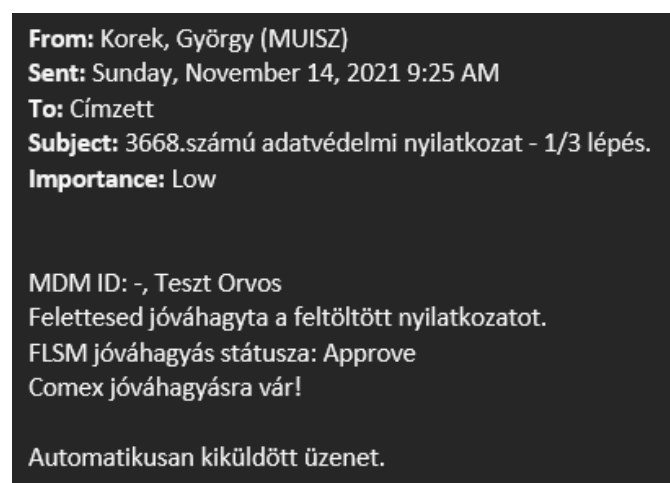 From: Korek, György (MUISZ)
Sent: Sunday, November 14, 2021 9:25 AM
To: Címzett
Subject: 3668.számú adatvédelmi nyilatkozat - 1/3 lépés.
Importance: Low
MDM ID: -, Teszt Orvos
Felettesed jóváhagyta a feltöltött nyilatkozatot.
FLSM jóváhagyás státusza: Approve
Comex jóváhagyásra vár!
Automatikusan kiküldött üzenet.